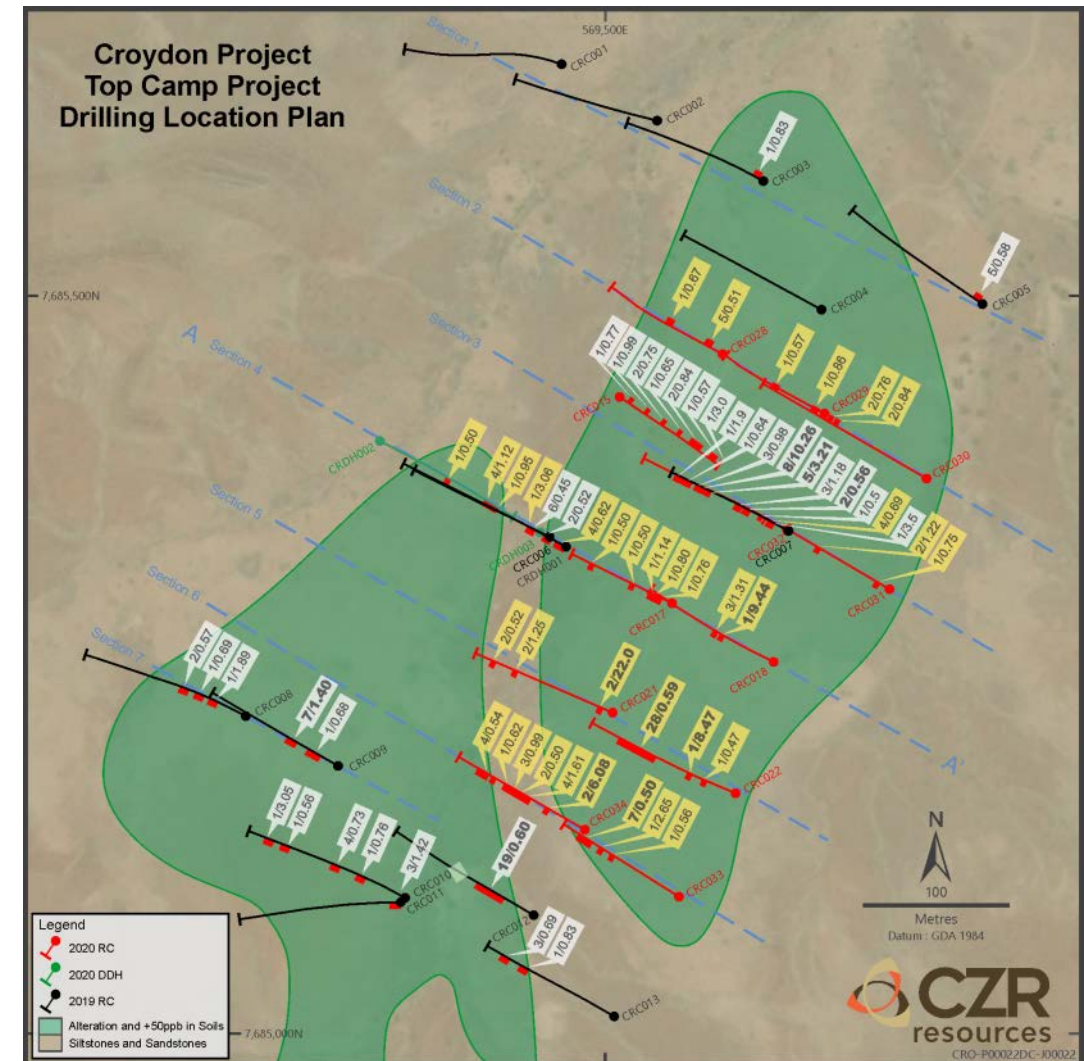 Croydon Project
Top Camp Project
Drilling Location Plan
569,500E
Section 1
CRC001
CRC002
1/0.83
CRC003
Section 2
5/0.58
CRC005
CRC004
7,685,500N
1/0.67
5/0.51
CRC028
Section 3
A
Section 4
1/0.57
1/0.86
2/0.76
2/0.84
CRC029
CRC030
1/0.77
1/0.99
2/0.75
1/0.65
2/0.84
1/0.57
1/3.0
1/1.9
1/0.64
3/0.98
8/10.26
5/3.21
3/1.18
2/0.56
1/0.5
4/0.69
1/3.5
2/1.22
1/0.75
CRC015
CRC032
CRC007
CRC031
CRDH002
1/0.50
4/1.12
1/0.95
1/3.06
6/0.45
2/0.52
4/0.62
1/0.50
1/0.50
1/1.14
1/0.80
1/0.76
3/1.31
1/9.44
Section 5
CRDH003
CRC006
CRDH001
CRC017
CRC018
Section 6
Section 7
2/0.57
1/0.69
1/1.89
CRC008
7/1.40
1/0.68
CRC009
2/0.52
2/1.25
2/22.0
CRC021
28/0.59
1/8.47
1/0.47
CRC022
A'
4/0.54
1/0.62
3/0.99
2/0.50
4/1.61
2/6.08
CRC034
7/0.50
1/2.65
1/0.56
CRC033
1/3.05
1/0.56
4/0.73
1/0.76
3/1.42
CRC010
CRC011
19/0.60
CRC012
3/0.69
1/0.83
CRC013
N
100
Metres
Datum : GDA 1984
Legend
2020 RC
2020 DDH
2019 RC
Alteration and +50ppb in Soils
Siltstones and Sandstones
7,685,000N
CZR
resources
CRO-P00022DC-J00022